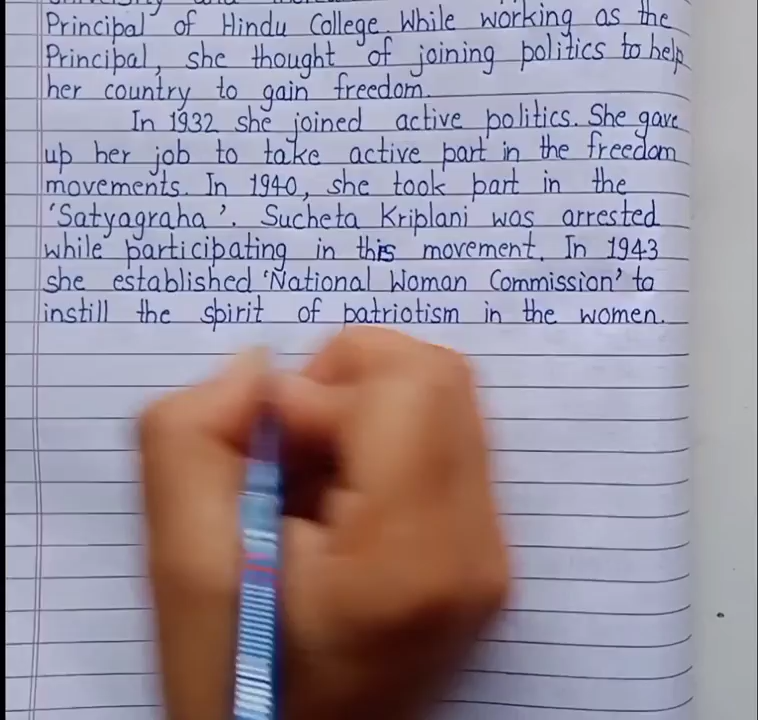 Principal of Hindu College. While working as the
Principal, she thought of joining politics to help
her country to gain freedom.
In 1932 she joined active politics. She gave
up her job to take active part in the freedom
movements. In 1940, she took part in the
'Satyagraha'. Sucheta Kriplani was arrested
while participating in this movement. In 1943
she established 'National Woman Commission' to
instill the spirit of patriotism in the women.